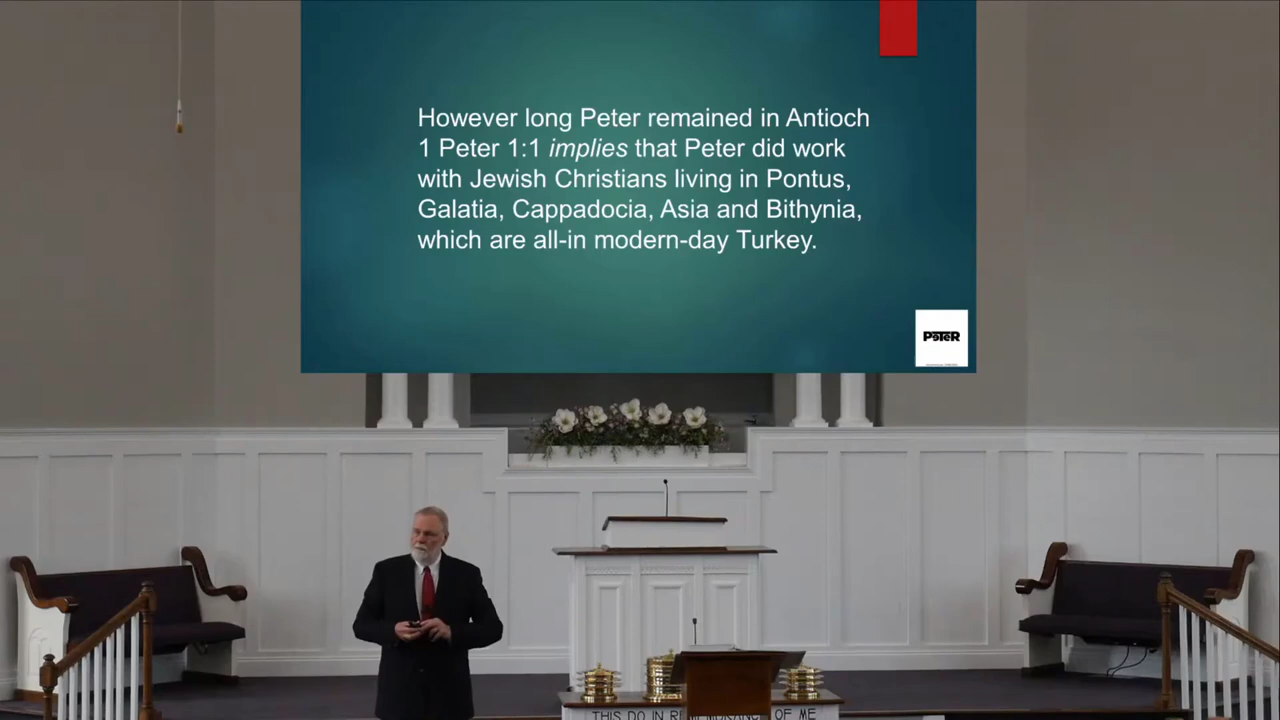 However long Peter remained in Antioch
1 Peter 1:1 implies that Peter did work
with Jewish Christians living in Pontus,
Galatia, Cappadocia, Asia and Bithynia,
which are all-in modern-day Turkey.
PeTeR
THIS DO IN OF ME